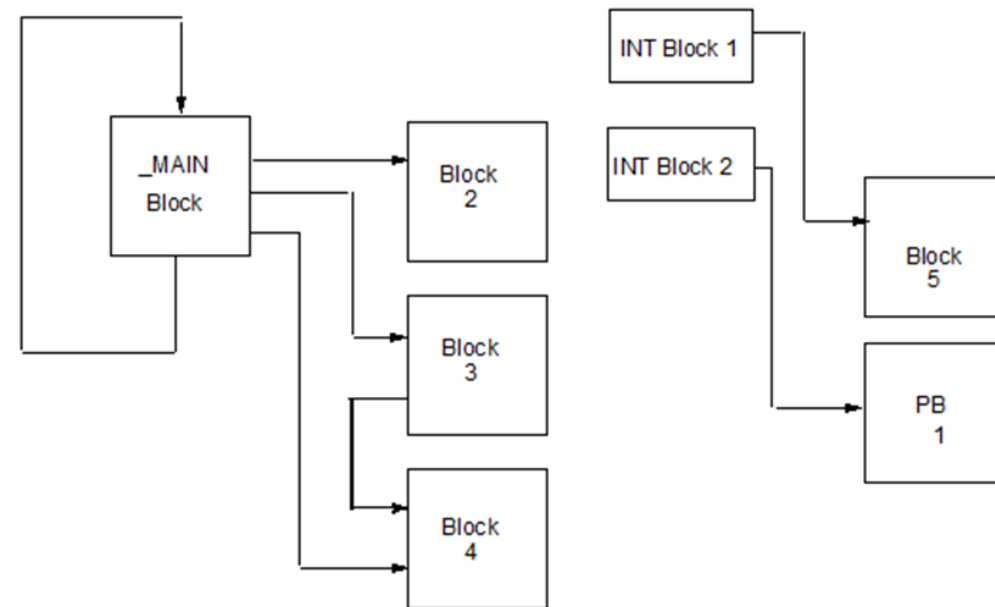 _MAIN
Block
Block
2
Block
3
Block
4
INT Block 1
INT Block 2
Block
5
PB
1